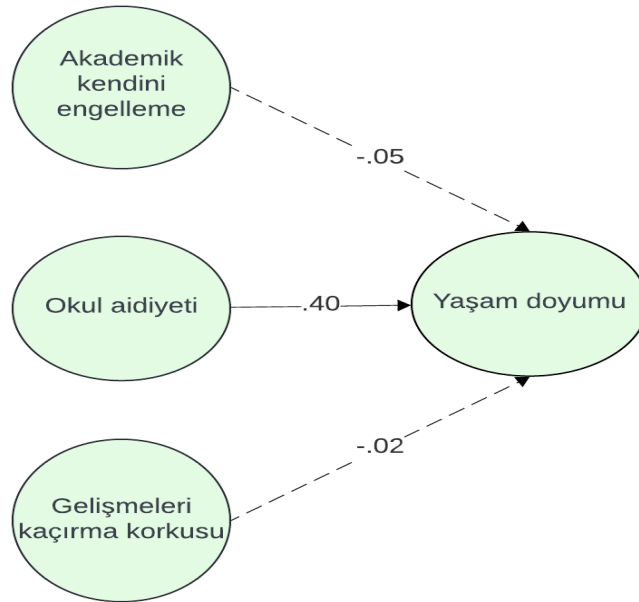 Akademik
kendini
engelleme
-.05
Okul aidiyeti
.40
Yaşam doyumu
-.02
Gelişmeleri
kaçırma korkusu